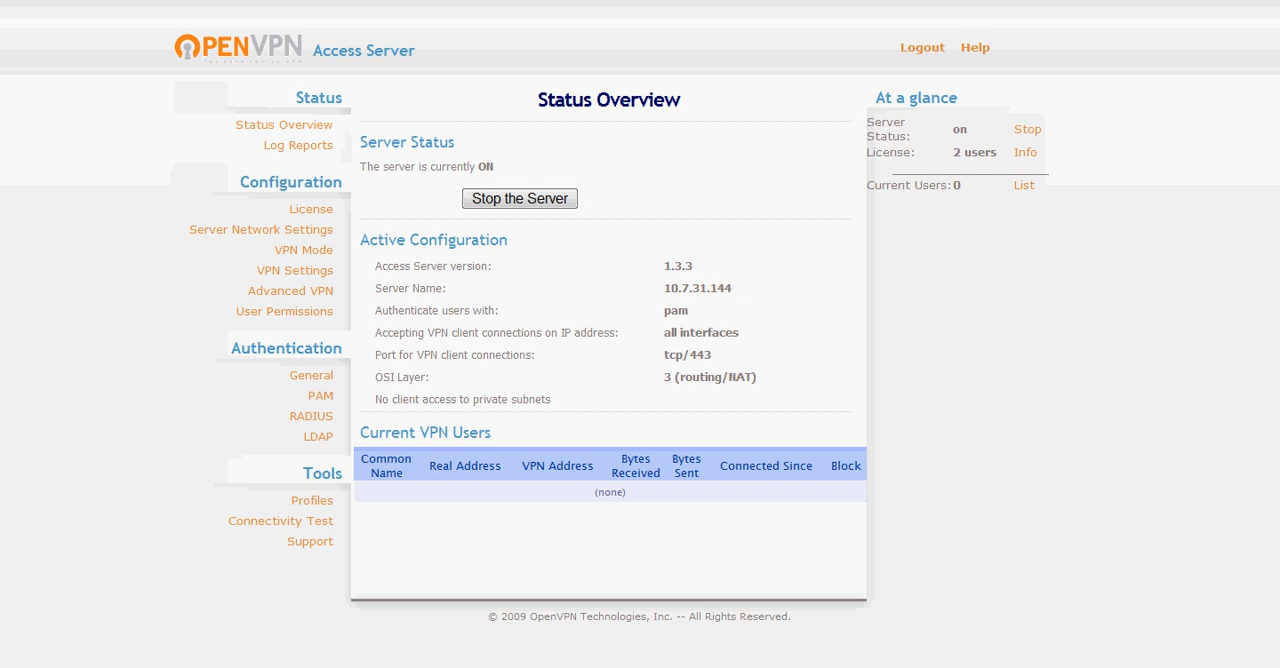 OPENVPN Access Server
Logout Help
Status
Status Overview
Log Reports
Configuration
License
Server Network Settings
VPN Mode
VPN Settings
Advanced VPN
User Permissions
Authentication
General
PAM
RADIUS
LDAP
Tools
Profiles
Connectivity Test
Support
Status Overview
Server Status
The server is currently ON
Stop the Server
Active Configuration
Access Server version: 1.3.3
Server Name: 10.7.31.144
Authenticate users with: pam
Accepting VPN client connections on IP address: all interfaces
Port for VPN client connections: tcp/443
OSI Layer: 3 (routing/NAT)
No client access to private subnets
Current VPN Users
Common Name Real Address VPN Address Bytes Received Bytes Sent Connected Since Block
(none)
At a glance
Server Status: on Stop
License: 2 users Info
Current Users: 0 List
© 2009 OpenVPN Technologies, Inc. -- All Rights Reserved.